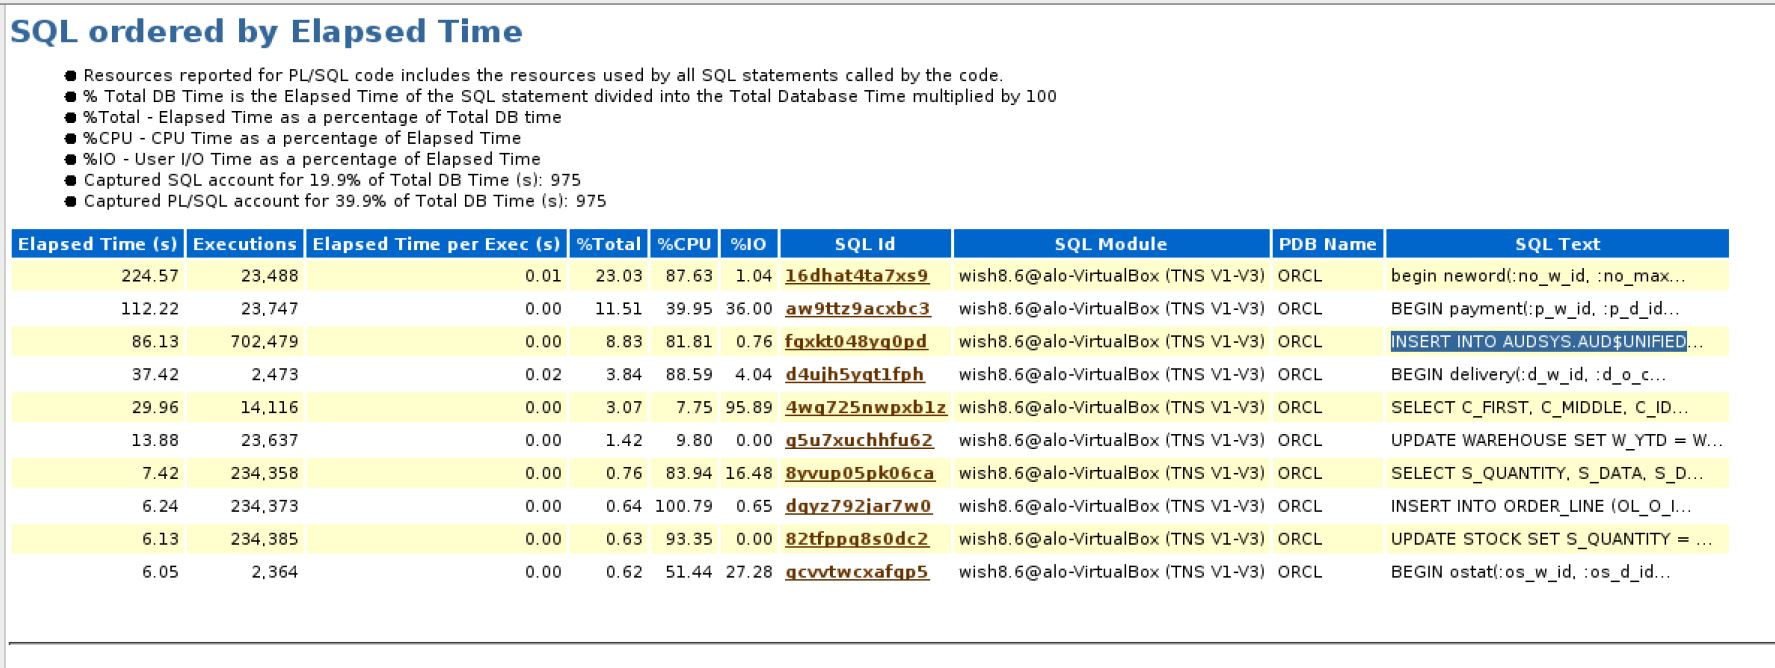 SQL ordered by Elapsed Time
● Resources reported for PL/SQL code includes the resources used by all SQL statements called by the code.
● % Total DB Time is the Elapsed Time of the SQL statement divided into the Total Database Time multiplied by 100
● %Total - Elapsed Time as a percentage of Total DB time
● %CPU - CPU Time as a percentage of Elapsed Time
● %IO - User I/O Time as a percentage of Elapsed Time
● Captured SQL account for 19.9% of Total DB Time (s): 975
● Captured PL/SQL account for 39.9% of Total DB Time (s): 975
Elapsed Time (s) Executions Elapsed Time per Exec (s) %Total %CPU %IO SQL Id SQL Module PDB Name SQL Text
224.57 23,488 0.01 23.03 87.63 1.04 16dhat4ta7xs9 wish8.6@alo-VirtualBox (TNS V1-V3) ORCL begin neword(:no_w_id, :no_max...
112.22 23,747 0.00 11.51 39.95 36.00 aw9ttz9acxbc3 wish8.6@alo-VirtualBox (TNS V1-V3) ORCL BEGIN payment(:p_w_id, :p_d_id...
86.13 702,479 0.00 8.83 81.81 0.76 fgxkt048yq0pd wish8.6@alo-VirtualBox (TNS V1-V3) ORCL INSERT INTO AUDSYS.AUD$UNIFIED...
37.42 2,473 0.02 3.84 88.59 4.04 d4ujh5yqt1fph wish8.6@alo-VirtualBox (TNS V1-V3) ORCL BEGIN delivery(:d_w_id, :d_o_c...
29.96 14,116 0.00 3.07 7.75 95.89 4wg725nwpxb1z wish8.6@alo-VirtualBox (TNS V1-V3) ORCL SELECT C_FIRST, C_MIDDLE, C_ID...
13.88 23,637 0.00 1.42 9.80 0.00 g5u7xuchhfu62 wish8.6@alo-VirtualBox (TNS V1-V3) ORCL UPDATE WAREHOUSE SET W_YTD = W...
7.42 234,358 0.00 0.76 83.94 16.48 8yvup05pk06ca wish8.6@alo-VirtualBox (TNS V1-V3) ORCL SELECT S_QUANTITY, S_DATA, S_D...
6.24 234,373 0.00 0.64 100.79 0.65 dgyz792jar7w0 wish8.6@alo-VirtualBox (TNS V1-V3) ORCL INSERT INTO ORDER_LINE (OL_O_I...
6.13 234,385 0.00 0.63 93.35 0.00 82tfppg8s0dc2 wish8.6@alo-VirtualBox (TNS V1-V3) ORCL UPDATE STOCK SET S_QUANTITY = ...
6.05 2,364 0.00 0.62 51.44 27.28 gcvvtwcxafgp5 wish8.6@alo-VirtualBox (TNS V1-V3) ORCL BEGIN ostat(:os_w_id, :os_d_id...